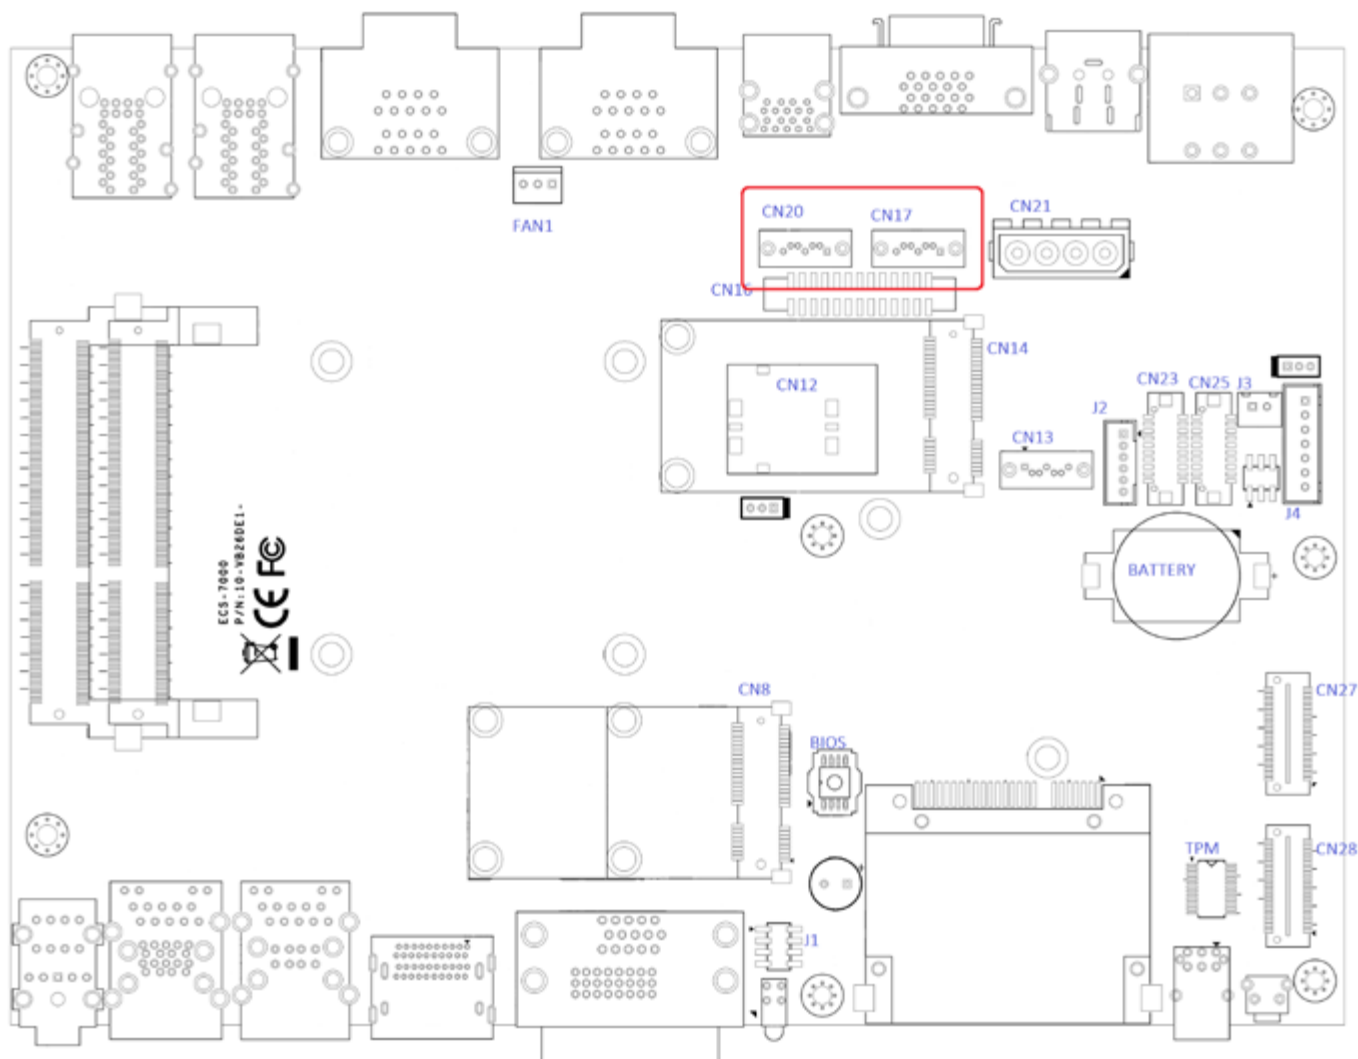 CN20
CN17
CN21
FAN1
CN16
CN14
CN12
CN23
CN25
J3
J2
CN13
J4
BATTERY
ECS-7000
P/N:10-VB26DE1-
CE FC
CN8
CN27
BIOS
TPM
CN28
J1